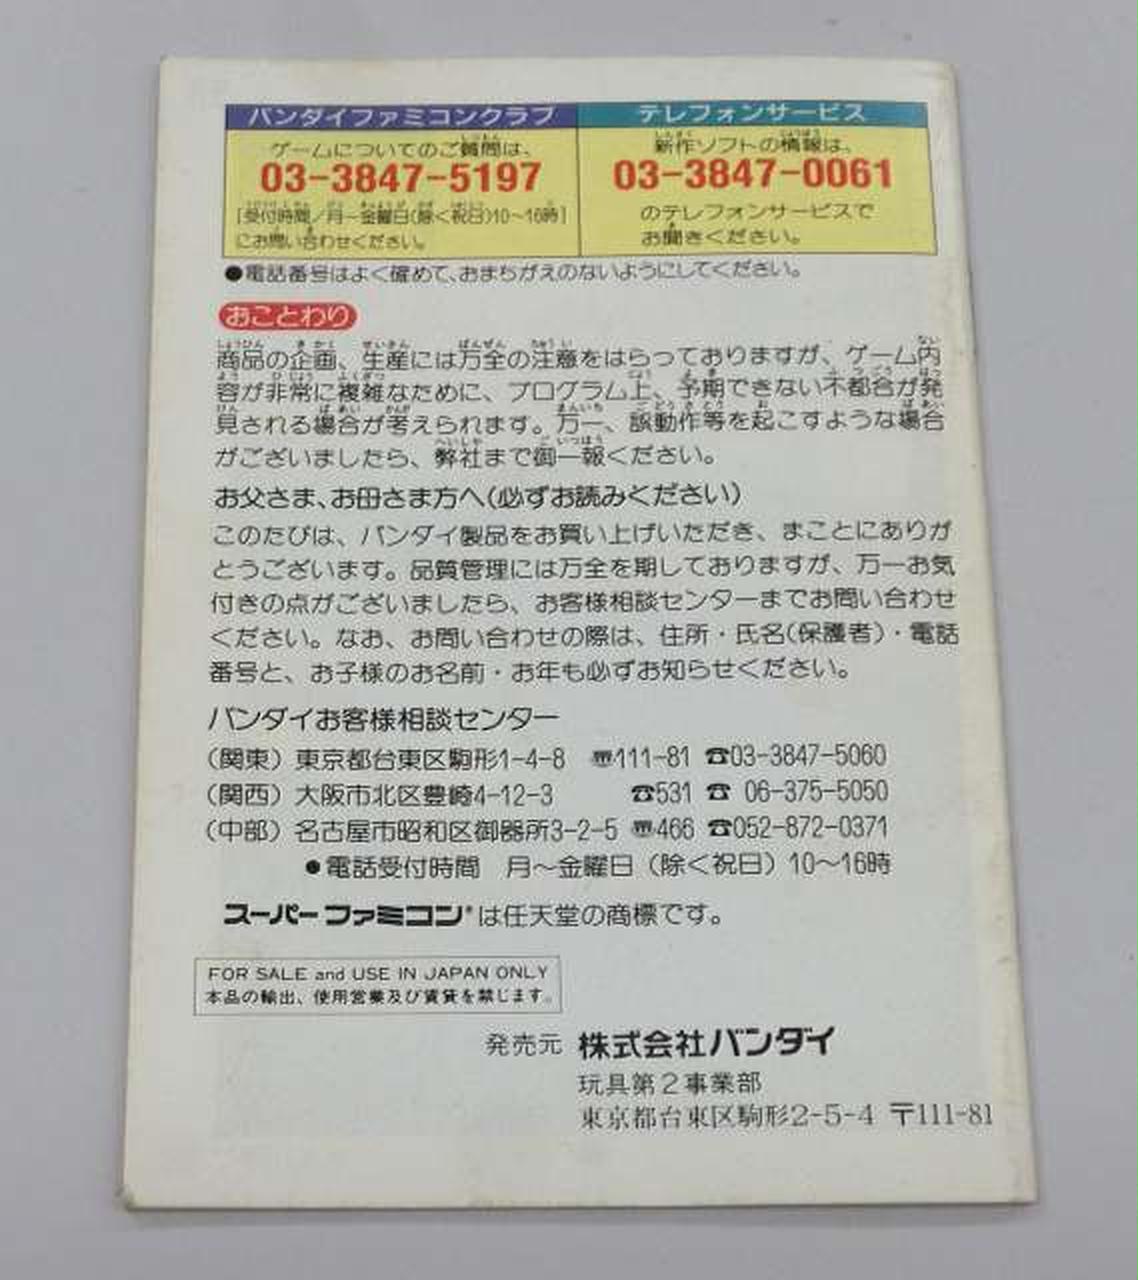 バンダイファミコンクラブ
ゲームについてのご質問は、
03-3847-5197
[受付時間/月～金曜日(除く祝日)10～16時]
にお問い合わせください。
テレフォンサービス
新作ソフトの情報は、
03-3847-0061
のテレフォンサービスで
お聞きください。
●電話番号はよく確めて、おまちがえのないようにしてください。
おことわり
商品の企画、生産には万全の注意をはらっておりますが、ゲーム内
容が非常に複雑なために、プログラム上、予期できない不都合が発
見される場合が考えられます。万一、誤動作等を起こすような場合
がございましたら、弊社まで御一報ください。
お父さま、お母さま方へ(必ずお読みください)
このたびは、バンダイ製品をお買い上げいただき、まことにありが
とうございます。品質管理には万全を期しておりますが、万一お気
付きの点がございましたら、お客様相談センターまでお問い合わせ
ください。なお、お問い合わせの際は、住所・氏名(保護者)・電話
番号と、お子様のお名前・お年も必ずお知らせください。
バンダイお客様相談センター
(関東) 東京都台東区駒形1-4-8 〠111-81 ☎03-3847-5060
(関西) 大阪市北区豊崎4-12-3 ☎531 ☎ 06-375-5050
(中部) 名古屋市昭和区御器所3-2-5 〠466 ☎052-872-0371
●電話受付時間 月～金曜日(除く祝日)10～16時
スーパーファミコン®は任天堂の商標です。
FOR SALE and USE IN JAPAN ONLY
本品の輸出、使用営業及び賃貸を禁じます。
発売元 株式会社バンダイ
玩具第2事業部
東京都台東区駒形2-5-4 〒111-81